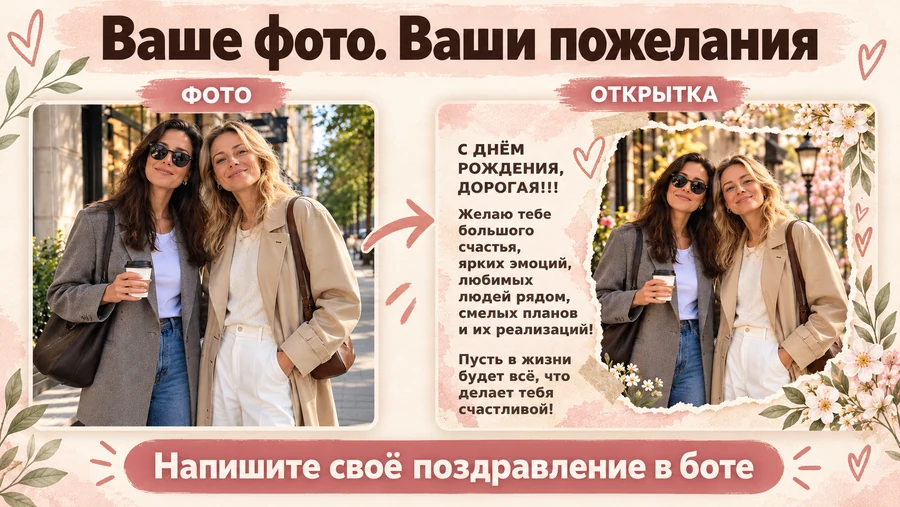 Ваше фото. Ваши пожелания
ФОТО
ОТКРЫТКА
С ДНЁМ
РОЖДЕНИЯ,
ДОРОГАЯ!!!
Желаю тебе
большого
счастья,
ярких эмоций,
любимых
людей рядом,
смелых планов
и их реализаций!
Пусть в жизни
будет всё, что
делает тебя
счастливой!
Напишите своё поздравление в боте